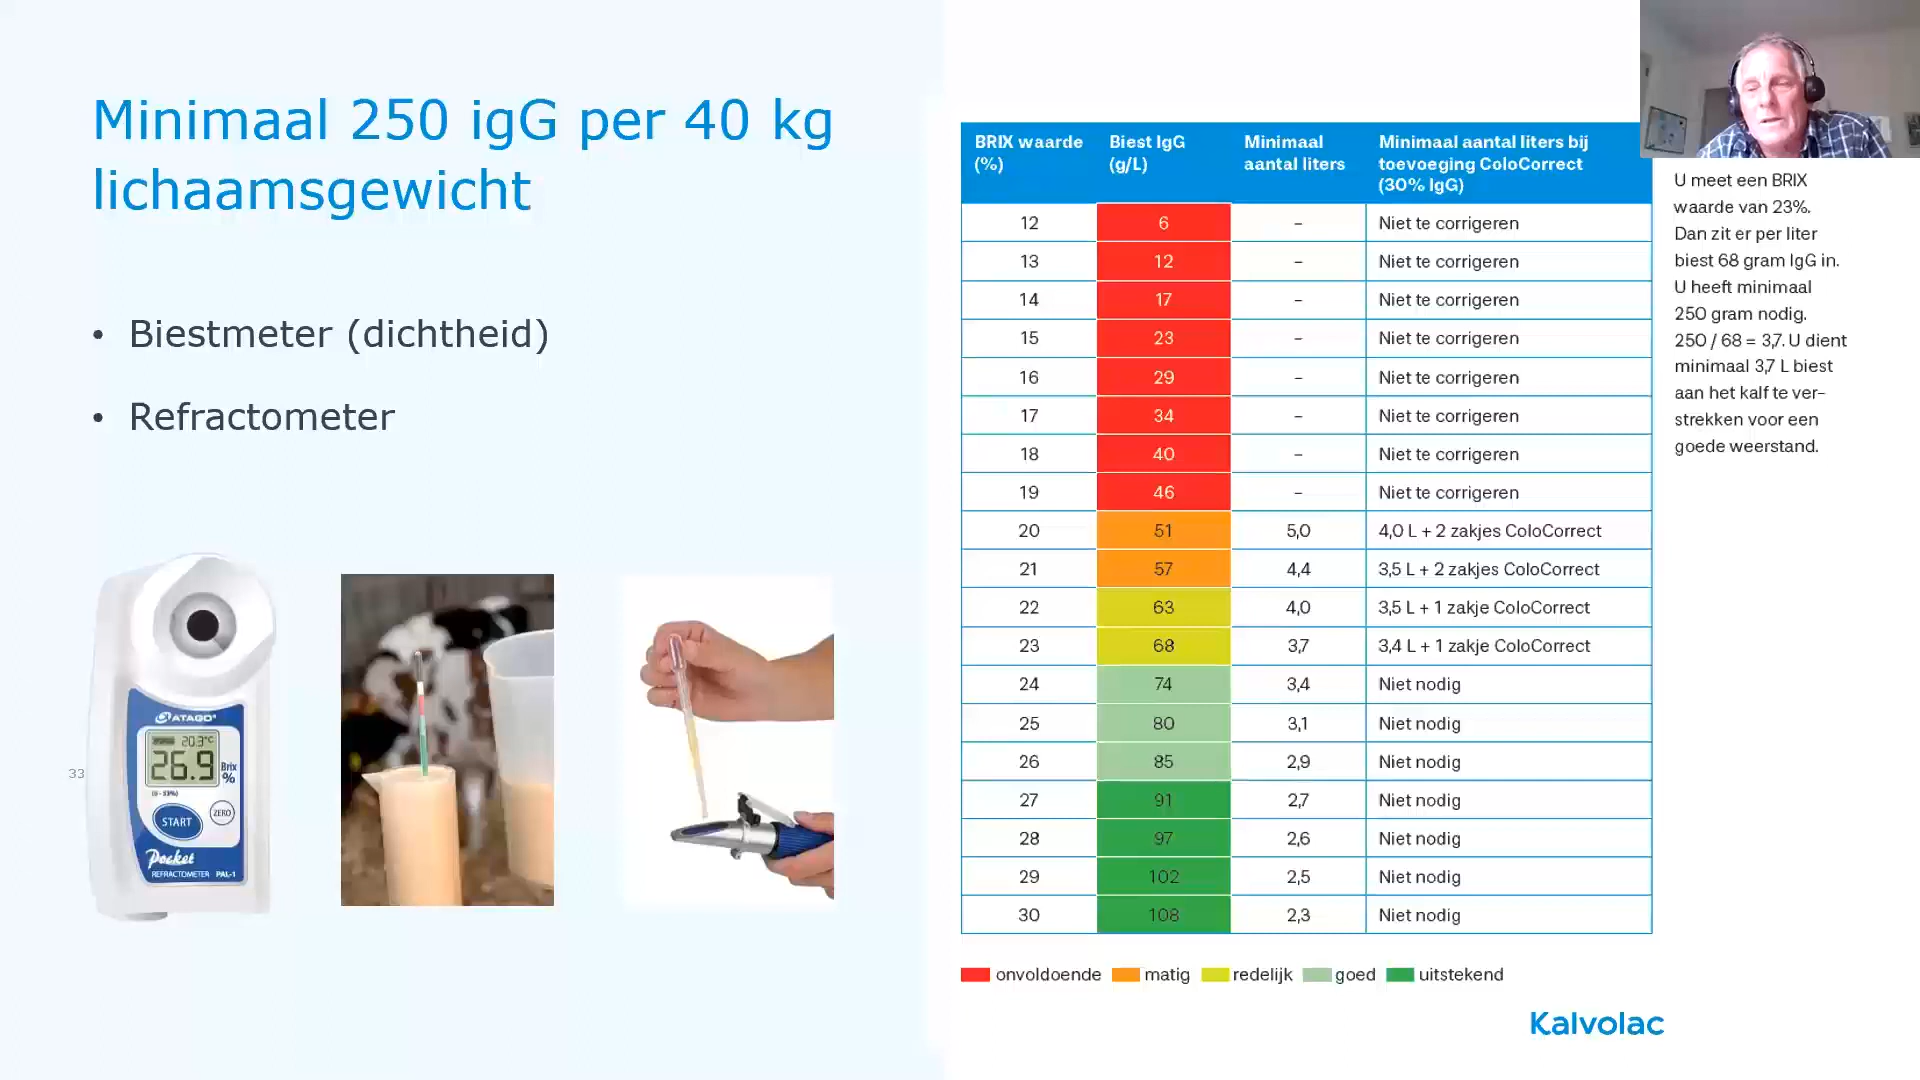 Minimaal 250 igG per 40 kg
lichaamsgewicht
• Biestmeter (dichtheid)
• Refractometer
33
ATAGO
20.3°C
26.9 Brix %
(0 - 53%)
START
ZERO
Pocket
REFRACTOMETER PAL-1
BRIX waarde (%) Biest IgG (g/L) Minimaal aantal liters Minimaal aantal liters bij toevoeging ColoCorrect (30% IgG)
12 6 – Niet te corrigeren
13 12 – Niet te corrigeren
14 17 – Niet te corrigeren
15 23 – Niet te corrigeren
16 29 – Niet te corrigeren
17 34 – Niet te corrigeren
18 40 – Niet te corrigeren
19 46 – Niet te corrigeren
20 51 5,0 4,0 L + 2 zakjes ColoCorrect
21 57 4,4 3,5 L + 2 zakjes ColoCorrect
22 63 4,0 3,5 L + 1 zakje ColoCorrect
23 68 3,7 3,4 L + 1 zakje ColoCorrect
24 74 3,4 Niet nodig
25 80 3,1 Niet nodig
26 85 2,9 Niet nodig
27 91 2,7 Niet nodig
28 97 2,6 Niet nodig
29 102 2,5 Niet nodig
30 108 2,3 Niet nodig
onvoldoende matig redelijk goed uitstekend
U meet een BRIX
waarde van 23%.
Dan zit er per liter
biest 68 gram IgG in.
U heeft minimaal
250 gram nodig.
250 / 68 = 3,7. U dient
minimaal 3,7 L biest
aan het kalf te ver-
strekken voor een
goede weerstand.
Kalvolac